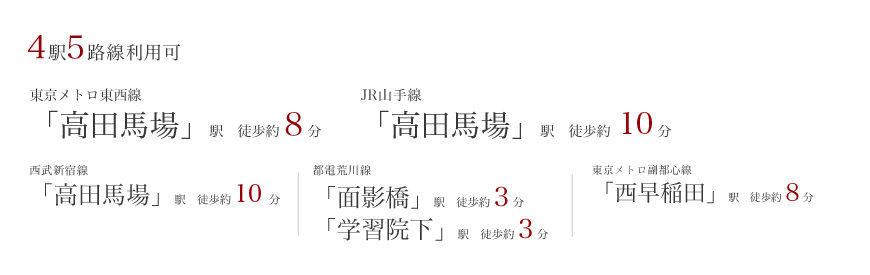 4駅5路線利用可
東京メトロ東西線
「高田馬場」駅 徒歩約8分
JR山手線
「高田馬場」駅 徒歩約10分
西武新宿線
「高田馬場」駅 徒歩約10分
都電荒川線
「面影橋」駅 徒歩約3分
「学習院下」駅 徒歩約3分
東京メトロ副都心線
「西早稲田」駅 徒歩約8分